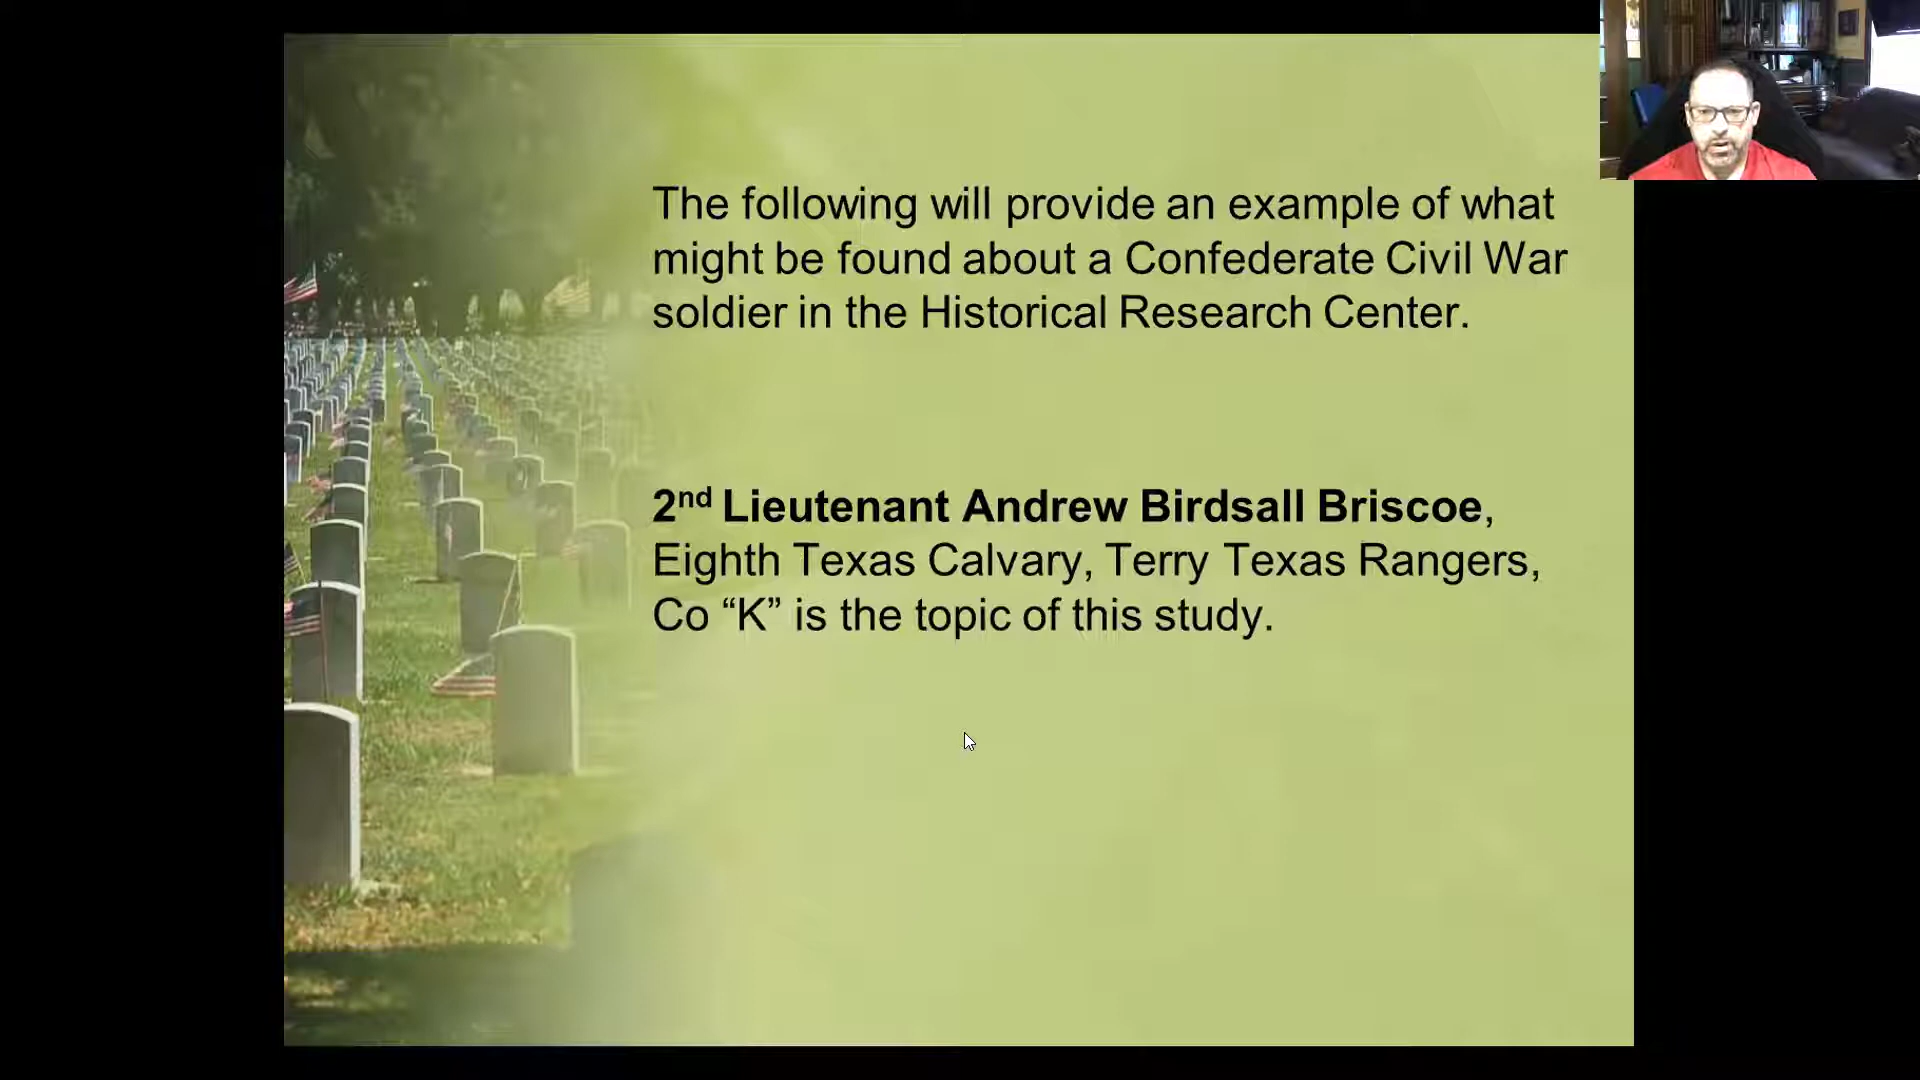 The following will provide an example of what
might be found about a Confederate Civil War
soldier in the Historical Research Center.
2nd Lieutenant Andrew Birdsall Briscoe,
Eighth Texas Calvary, Terry Texas Rangers,
Co “K” is the topic of this study.